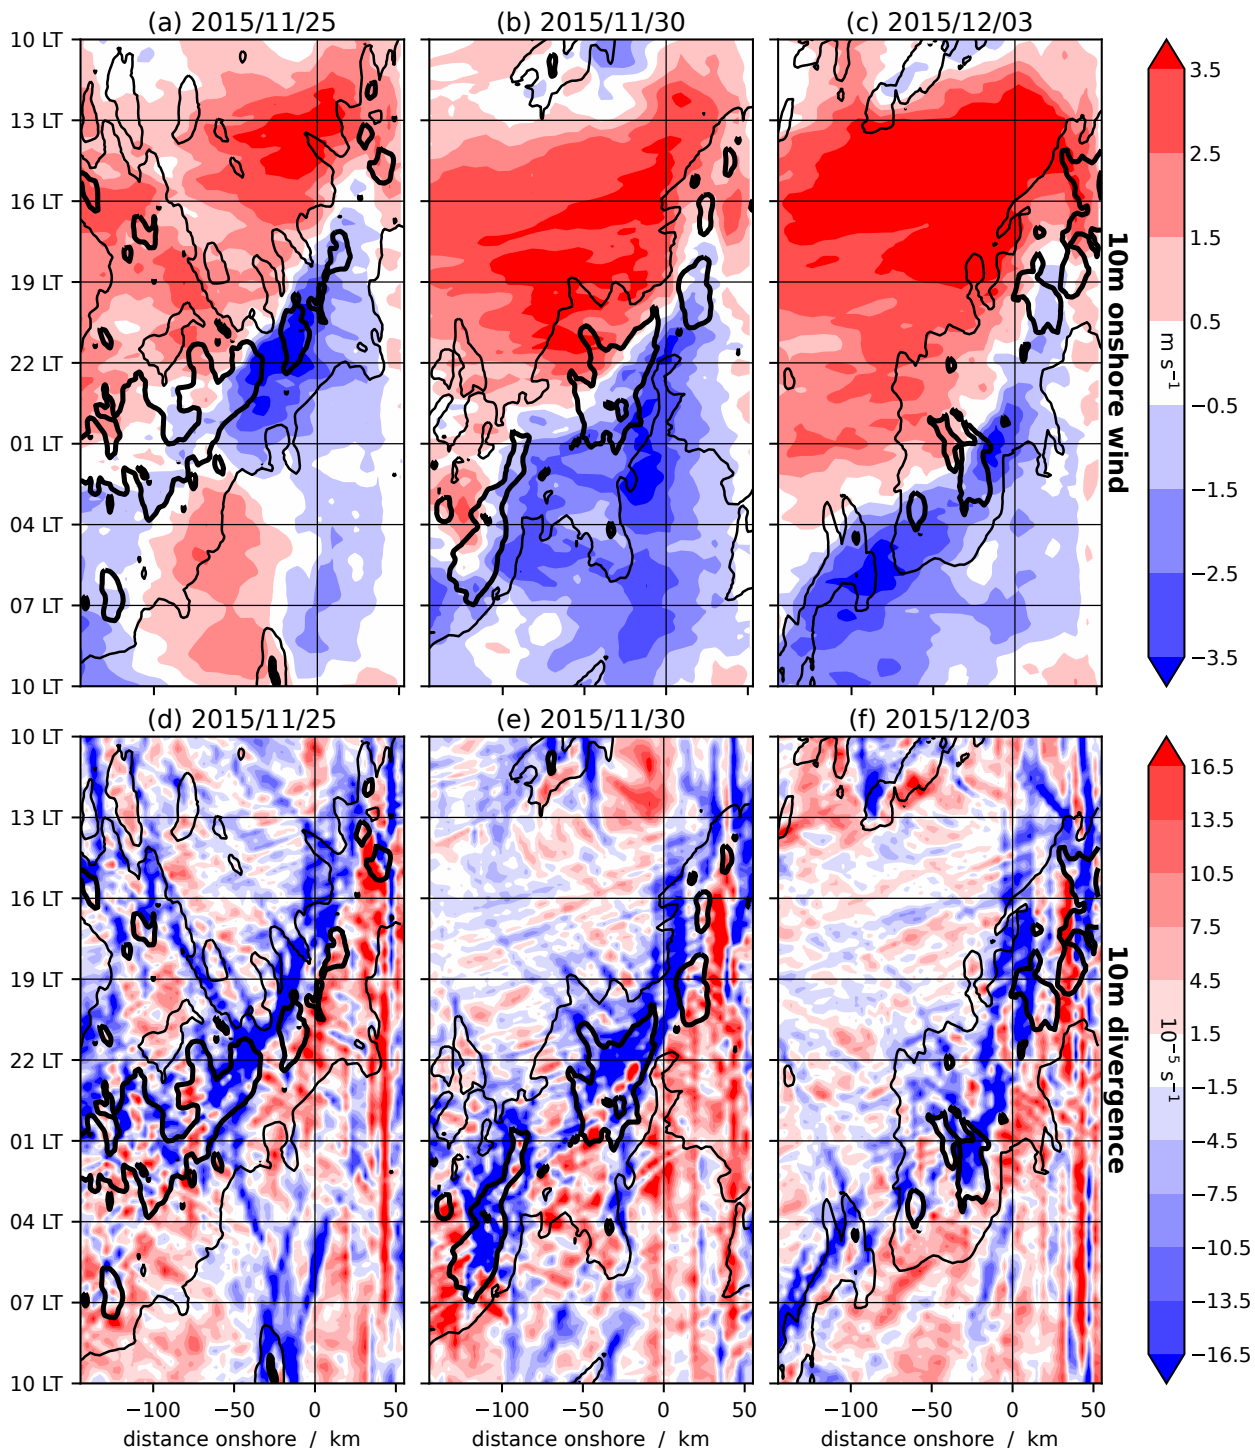 (a) 2015/11/25
(b) 2015/11/30
(c) 2015/12/03
10 LT
13 LT
16 LT
19 LT
22 LT
01 LT
04 LT
07 LT
10 LT
3.5
2.5
1.5
0.5
m s⁻¹
−0.5
−1.5
−2.5
−3.5
10m onshore wind
(d) 2015/11/25
(e) 2015/11/30
(f) 2015/12/03
10 LT
13 LT
16 LT
19 LT
22 LT
01 LT
04 LT
07 LT
10 LT
16.5
13.5
10.5
7.5
4.5
1.5
10⁻⁵ s⁻¹
−1.5
−4.5
−7.5
−10.5
−13.5
−16.5
10m divergence
−100 −50 0 50
−100 −50 0 50
−100 −50 0 50
distance onshore / km
distance onshore / km
distance onshore / km